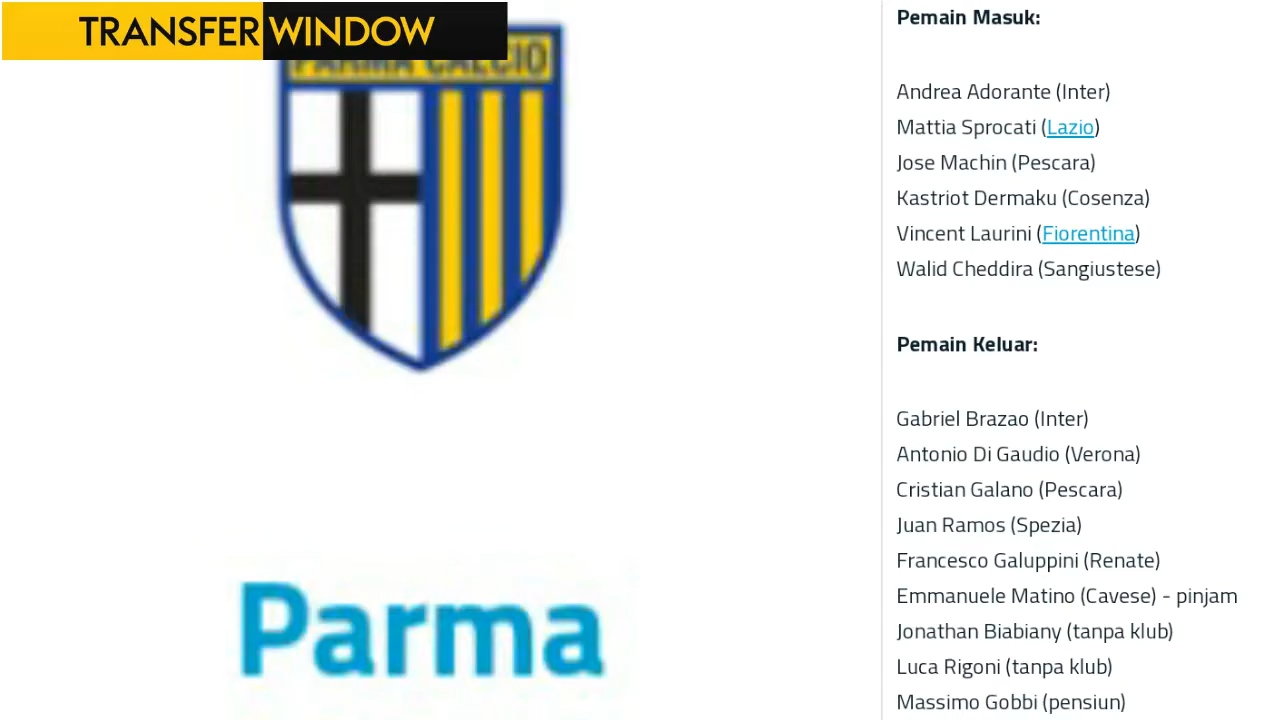 TRANSFER WINDOW
PARMA CALCIO
Parma
Pemain Masuk:
Andrea Adorante (Inter)
Mattia Sprocati (Lazio)
Jose Machin (Pescara)
Kastriot Dermaku (Cosenza)
Vincent Laurini (Fiorentina)
Walid Cheddira (Sangiustese)
Pemain Keluar:
Gabriel Brazao (Inter)
Antonio Di Gaudio (Verona)
Cristian Galano (Pescara)
Juan Ramos (Spezia)
Francesco Galuppini (Renate)
Emmanuele Matino (Cavese) - pinjam
Jonathan Biabiany (tanpa klub)
Luca Rigoni (tanpa klub)
Massimo Gobbi (pensiun)